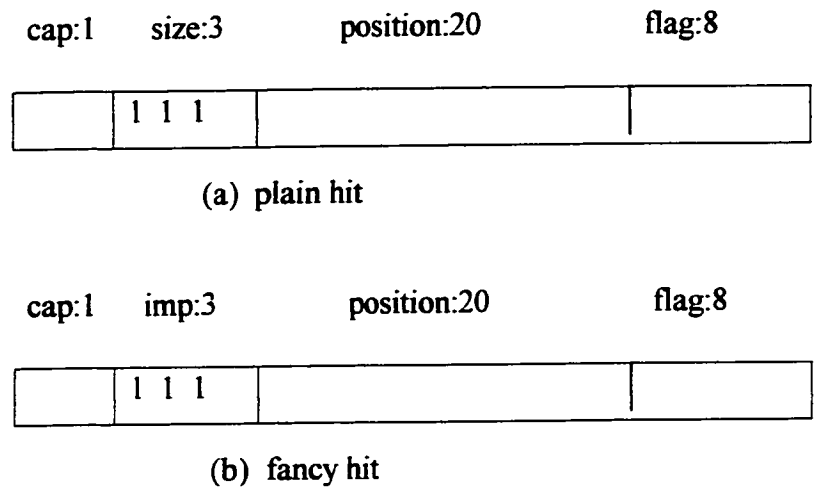 cap:1 size:3 position:20 flag:8
1 1 1
(a) plain hit
cap:1 imp:3 position:20 flag:8
1 1 1
(b) fancy hit